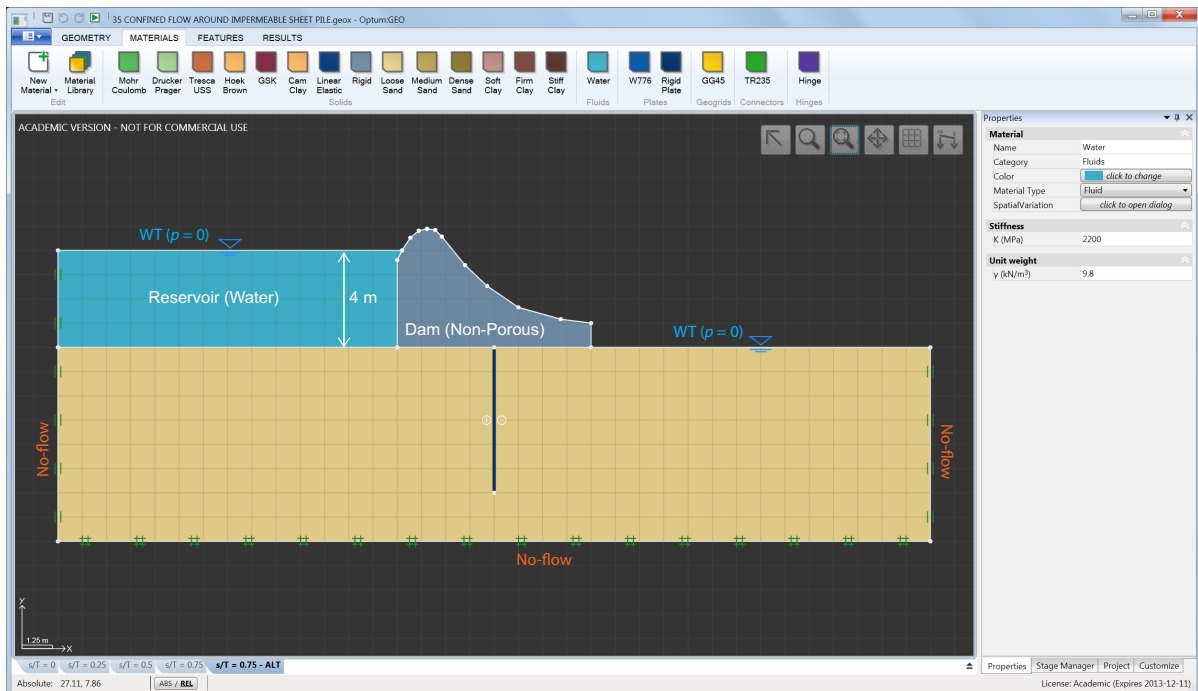 35 CONFINED FLOW AROUND IMPERMEABLE SHEET PILE.geox - Optum:GEO
GEOMETRY MATERIALS FEATURES RESULTS
New Material Material Library Mohr Coulomb Drucker Prager Tresca USS Hoek Brown GSK Cam Clay Linear Elastic Rigid Loose Sand Medium Sand Dense Sand Soft Clay Firm Clay Stiff Clay Water W776 Rigid Plate GG45 TR235 Hinge
Edit Solids Fluids Plates Geogrids Connectors Hinges
ACADEMIC VERSION - NOT FOR COMMERCIAL USE
WT (p = 0)
Reservoir (Water)
4 m
Dam (Non-Porous)
WT (p = 0)
No-flow
No-flow
No-flow
Y
1.25 m
X
s/T = 0 s/T = 0.25 s/T = 0.5 s/T = 0.75 s/T = 0.75 - ALT
Absolute: 27.11, 7.86 ABS / REL
Properties
Material
Name Water
Category Fluids
Color click to change
Material Type Fluid
SpatialVariation click to open dialog
Stiffness
K (MPa) 2200
Unit weight
γ (kN/m³) 9.8
Properties Stage Manager Project Customize
License: Academic (Expires 2013-12-11)